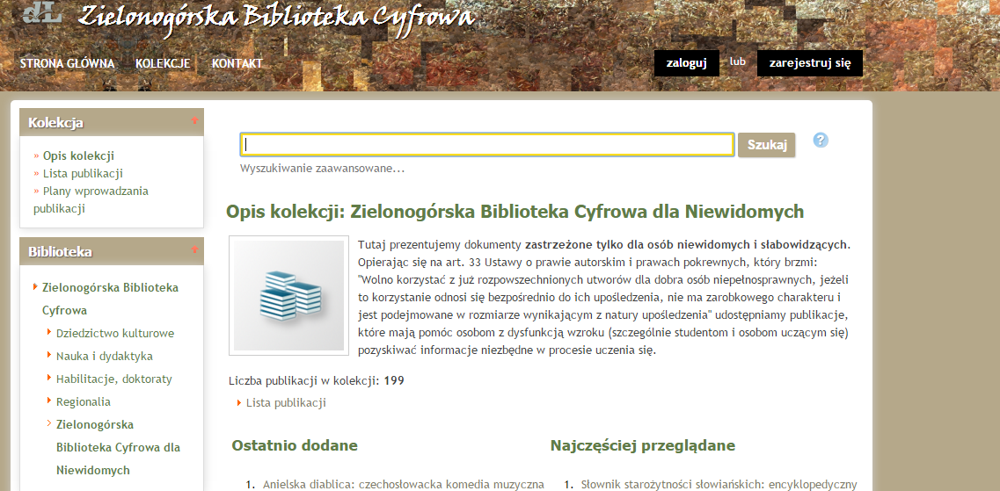 dL Zielonogórska Biblioteka Cyfrowa
STRONA GŁÓWNA KOLEKCJE KONTAKT
zaloguj lub zarejestruj się
Kolekcja
» Opis kolekcji
» Lista publikacji
» Plany wprowadzania
publikacji
Biblioteka
Zielonogórska Biblioteka
Cyfrowa
Dziedzictwo kulturowe
Nauka i dydaktyka
Habilitacje, doktoraty
Regionalia
Zielonogórska
Biblioteka Cyfrowa dla
Niewidomych
Szukaj ?
Wyszukiwanie zaawansowane...
Opis kolekcji: Zielonogórska Biblioteka Cyfrowa dla Niewidomych
Tutaj prezentujemy dokumenty zastrzeżone tylko dla osób niewidomych i słabowidzących.
Opierając się na art. 33 Ustawy o prawie autorskim i prawach pokrewnych, który brzmi:
"Wolno korzystać z już rozpowszechnionych utworów dla dobra osób niepełnosprawnych, jeżeli
to korzystanie odnosi się bezpośrednio do ich upośledzenia, nie ma zarobkowego charakteru i
jest podejmowane w rozmiarze wynikającym z natury upośledzenia" udostępniamy publikacje,
które mają pomóc osobom z dysfunkcją wzroku (szczególnie studentom i osobom uczącym się)
pozyskiwać informacje niezbędne w procesie uczenia się.
Liczba publikacji w kolekcji: 199
Lista publikacji
Ostatnio dodane
1. Anielska diablica: czechosłowacka komedia muzyczna
Najczęściej przeglądane
1. Słownik starożytności słowiańskich: encyklopedyczny